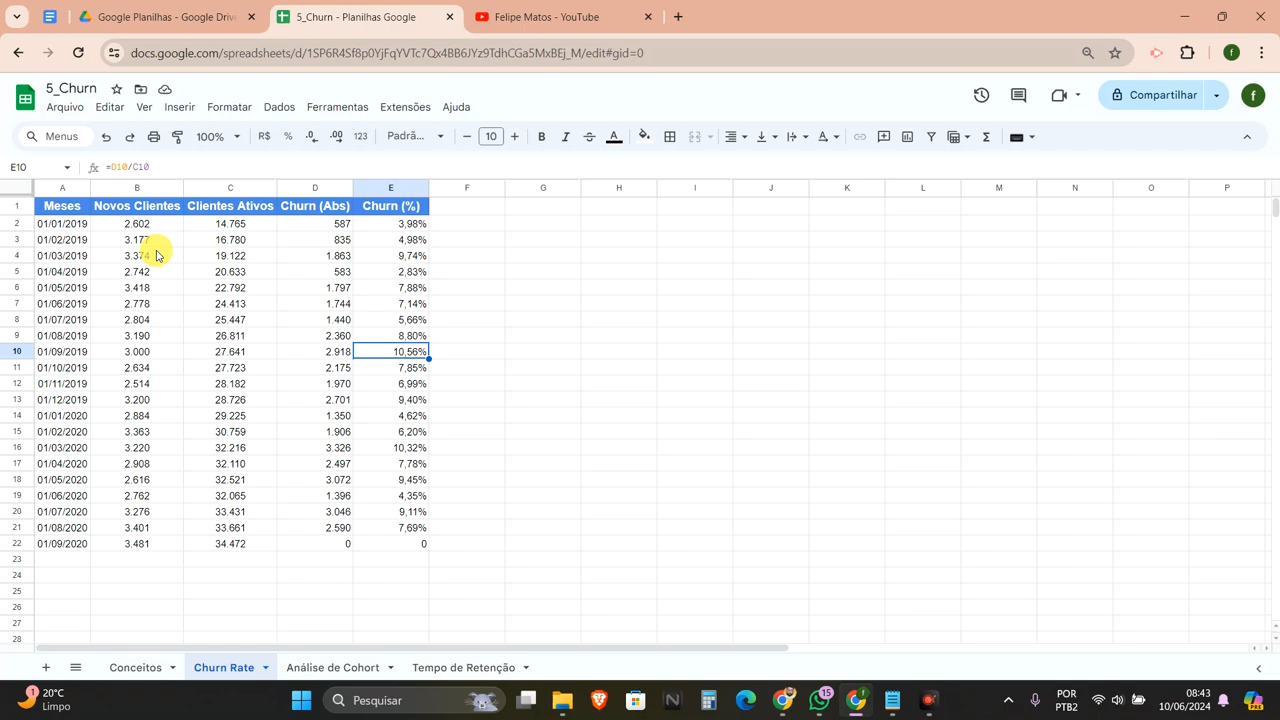 Google Planilhas - Google Driv
5_Churn - Planilhas Google
Felipe Matos - YouTube
docs.google.com/spreadsheets/d/1SP6R4Sf8p0YjFqYVTc7Qx4BB6JYz9TdhCGa5MxBEj_M/edit#gid=0
5_Churn
Arquivo Editar Ver Inserir Formatar Dados Ferramentas Extensões Ajuda
Compartilhar
f
Menus 100% R$ % .0 .00 123 Padrã... 10 B I A
E10 fx =D10/C10
A B C D E F G H I J K L M N O P
1 Meses Novos Clientes Clientes Ativos Churn (Abs) Churn (%)
2 01/01/2019 2.602 14.765 587 3,98%
3 01/02/2019 3.177 16.780 835 4,98%
4 01/03/2019 3.374 19.122 1.863 9,74%
5 01/04/2019 2.742 20.633 583 2,83%
6 01/05/2019 3.418 22.792 1.797 7,88%
7 01/06/2019 2.778 24.413 1.744 7,14%
8 01/07/2019 2.804 25.447 1.440 5,66%
9 01/08/2019 3.190 26.811 2.360 8,80%
10 01/09/2019 3.000 27.641 2.918 10,56%
11 01/10/2019 2.634 27.723 2.175 7,85%
12 01/11/2019 2.514 28.182 1.970 6,99%
13 01/12/2019 3.200 28.726 2.701 9,40%
14 01/01/2020 2.884 29.225 1.350 4,62%
15 01/02/2020 3.363 30.759 1.906 6,20%
16 01/03/2020 3.220 32.216 3.326 10,32%
17 01/04/2020 2.908 32.110 2.497 7,78%
18 01/05/2020 2.616 32.521 3.072 9,45%
19 01/06/2020 2.762 32.065 1.396 4,35%
20 01/07/2020 3.276 33.431 3.046 9,11%
21 01/08/2020 3.401 33.661 2.590 7,69%
22 01/09/2020 3.481 34.472 0 0
23
24
25
26
27
28
Conceitos Churn Rate Análise de Cohort Tempo de Retenção
1 20°C
Limpo
Pesquisar
15
POR
PTB2
08:43
10/06/2024